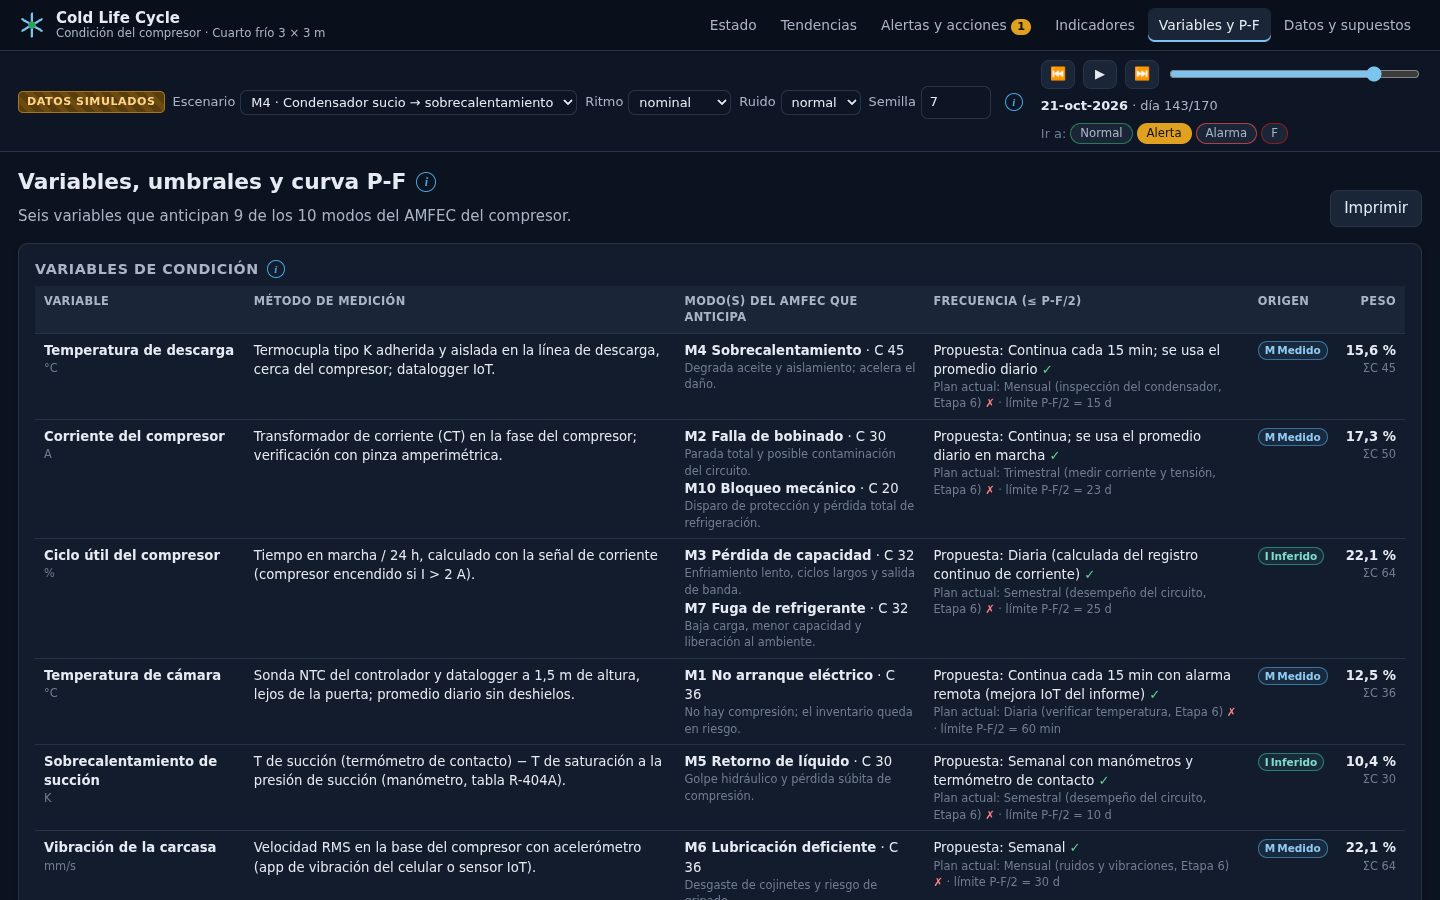 Cold Life Cycle
Condición del compresor · Cuarto frío 3 × 3 m
Estado
Tendencias
Alertas y acciones 1
Indicadores
Variables y P-F
Datos y supuestos
DATOS SIMULADOS
Escenario M4 · Condensador sucio → sobrecalentamiento
Ritmo nominal
Ruido normal
Semilla 7
i
21-oct-2026 · día 143/170
Ir a: Normal Alerta Alarma F
Variables, umbrales y curva P-F i
Seis variables que anticipan 9 de los 10 modos del AMFEC del compresor.
Imprimir
VARIABLES DE CONDICIÓN i
VARIABLE
MÉTODO DE MEDICIÓN
MODO(S) DEL AMFEC QUE
ANTICIPA
FRECUENCIA (≤ P-F/2)
ORIGEN
PESO
Temperatura de descarga
°C
Termocupla tipo K adherida y aislada en la línea de descarga,
cerca del compresor; datalogger IoT.
M4 Sobrecalentamiento · C 45
Degrada aceite y aislamiento; acelera el
daño.
Propuesta: Continua cada 15 min; se usa el
promedio diario ✓
Plan actual: Mensual (inspección del condensador,
Etapa 6) ✗ · límite P-F/2 = 15 d
M Medido
15,6 %
ΣC 45
Corriente del compresor
A
Transformador de corriente (CT) en la fase del compresor;
verificación con pinza amperimétrica.
M2 Falla de bobinado · C 30
Parada total y posible contaminación
del circuito.
M10 Bloqueo mecánico · C 20
Disparo de protección y pérdida total de
refrigeración.
Propuesta: Continua; se usa el promedio
diario en marcha ✓
Plan actual: Trimestral (medir corriente y tensión,
Etapa 6) ✗ · límite P-F/2 = 23 d
M Medido
17,3 %
ΣC 50
Ciclo útil del compresor
%
Tiempo en marcha / 24 h, calculado con la señal de corriente
(compresor encendido si I > 2 A).
M3 Pérdida de capacidad · C 32
Enfriamiento lento, ciclos largos y salida
de banda.
M7 Fuga de refrigerante · C 32
Baja carga, menor capacidad y
liberación al ambiente.
Propuesta: Diaria (calculada del registro
continuo de corriente) ✓
Plan actual: Semestral (desempeño del circuito,
Etapa 6) ✗ · límite P-F/2 = 25 d
I Inferido
22,1 %
ΣC 64
Temperatura de cámara
°C
Sonda NTC del controlador y datalogger a 1,5 m de altura,
lejos de la puerta; promedio diario sin deshielos.
M1 No arranque eléctrico · C
36
No hay compresión; el inventario queda
en riesgo.
Propuesta: Continua cada 15 min con alarma
remota (mejora IoT del informe) ✓
Plan actual: Diaria (verificar temperatura, Etapa 6) ✗
· límite P-F/2 = 60 min
M Medido
12,5 %
ΣC 36
Sobrecalentamiento de
succión
K
T de succión (termómetro de contacto) − T de saturación a la
presión de succión (manómetro, tabla R-404A).
M5 Retorno de líquido · C 30
Golpe hidráulico y pérdida súbita de
compresión.
Propuesta: Semanal con manómetros y
termómetro de contacto ✓
Plan actual: Semestral (desempeño del circuito,
Etapa 6) ✗ · límite P-F/2 = 10 d
I Inferido
10,4 %
ΣC 30
Vibración de la carcasa
mm/s
Velocidad RMS en la base del compresor con acelerómetro
(app de vibración del celular o sensor IoT).
M6 Lubricación deficiente · C
36
Desgaste de cojinetes y riesgo de
Propuesta: Semanal ✓
Plan actual: Mensual (ruidos y vibraciones, Etapa 6)
✗ · límite P-F/2 = 30 d
M Medido
22,1 %
ΣC 64